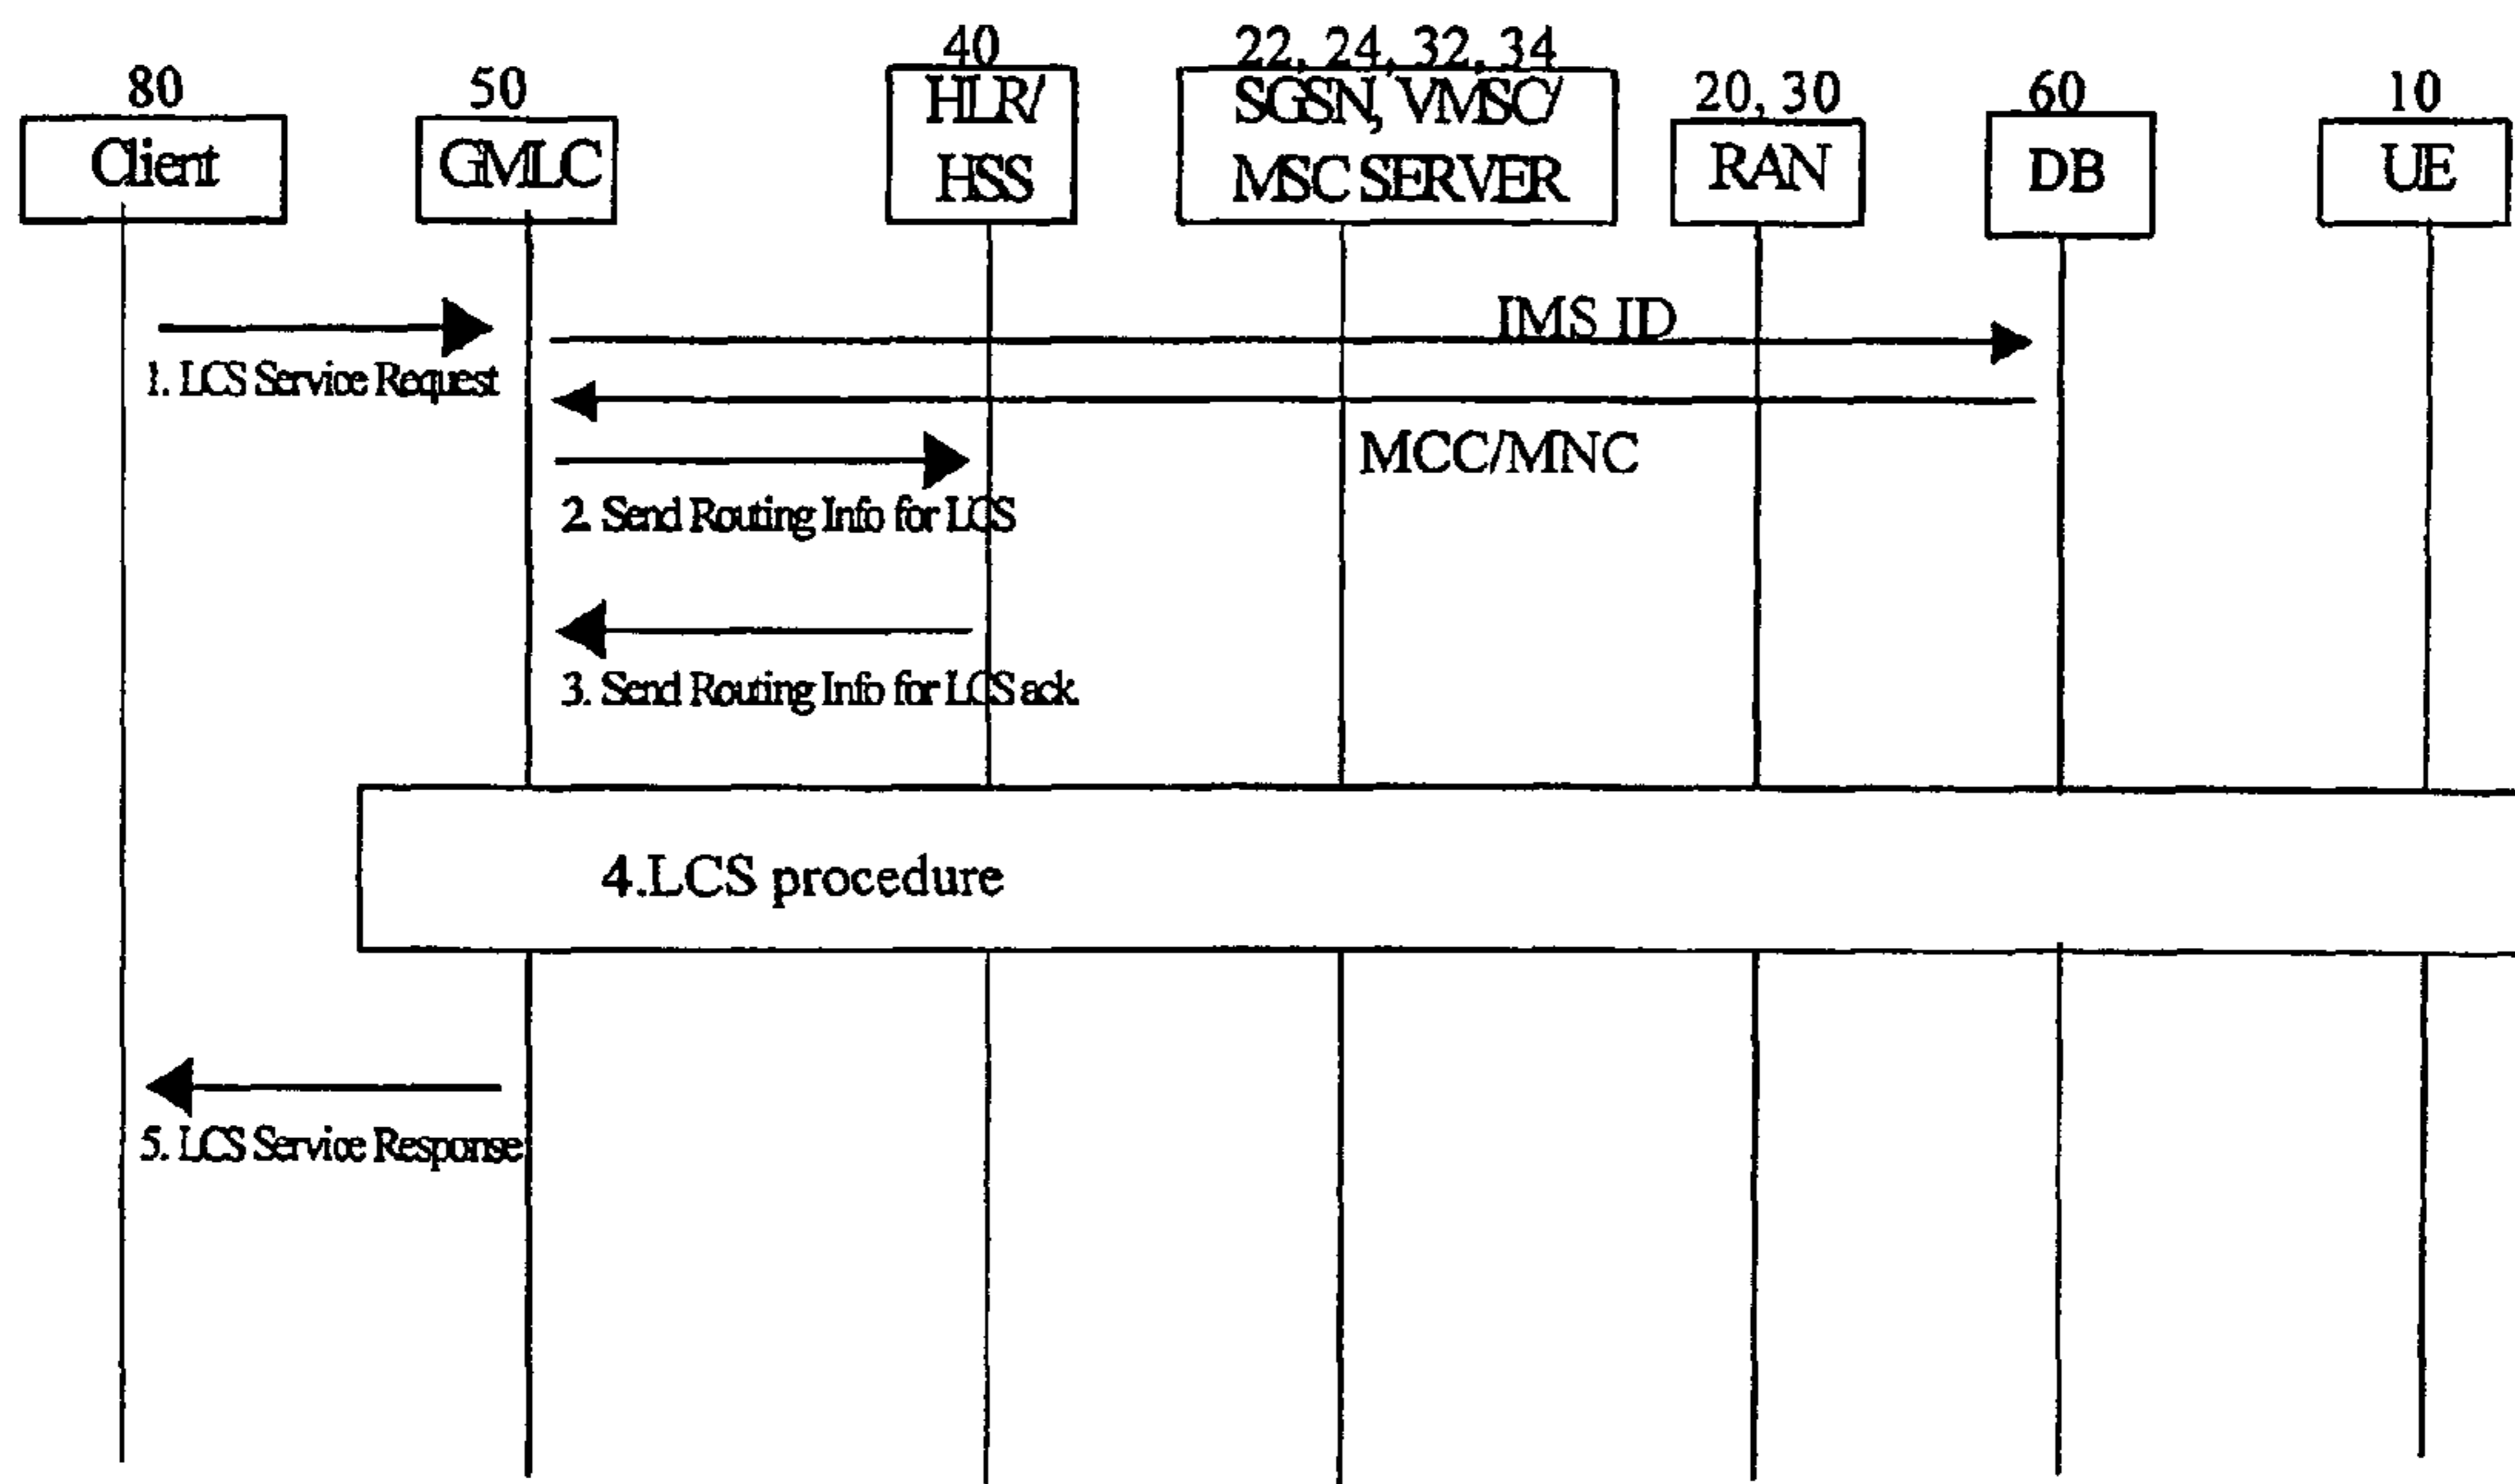 80
Client
50
GMLC
40
HLR/
HSS
22, 24, 32, 34
SGSN, VMSC/
MSC SERVER
20, 30
RAN
60
DB
10
UE
IMS ID
1. LCS Service Request
MCC/MNC
2. Send Routing Info for LCS
3. Send Routing Info for LCS ack.
4.LCS procedure
5. LCS Service Response